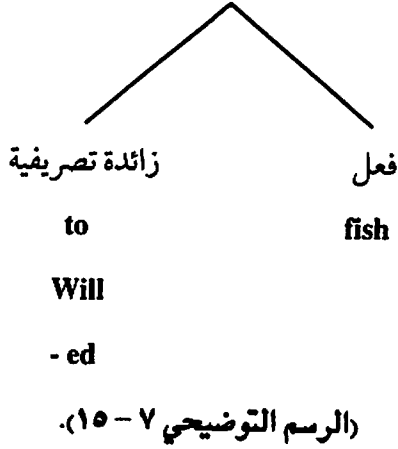 فعل زائدة تصريفية
fish to
Will
- ed
(الرسم التوضيحي ٧ – ١٥).